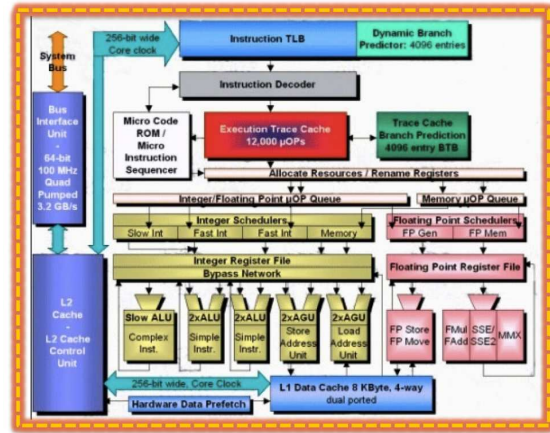 256-bit wide
Core clock
Instruction TLB
Dynamic Branch
Predictor: 4096 entries
System
Bus
Instruction Decoder
Bus
Interface
Unit
-
64-bit
100 MHz
Quad
Pumped
3.2 GB/s
Micro Code
ROM /
Micro
Instruction
Sequencer
Execution Trace Cache
12,000 µOPs
Trace Cache
Branch Prediction
4096 entry BTB
Allocate Resources / Rename Registers
Integer/Floating Point µOP Queue
Memory µOP Queue
Integer Schedulers
Slow Int
Fast Int
Fast Int
Memory
Floating Point Schedulers
FP Gen
FP Mem
Integer Register File
Bypass Network
Floating Point Register File
L2
Cache
-
L2 Cache
Control
Unit
Slow ALU
Complex
Inst.
2xALU
Simple
Instr.
2xALU
Simple
Instr.
2xAGU
Store
Address
Unit
2xAGU
Load
Address
Unit
FP Store
FP Move
FMul
FAdd
SSE/
SSE2
MMX
256-bit wide, Core Clock
L1 Data Cache 8 KByte, 4-way
dual ported
Hardware Data Prefetch